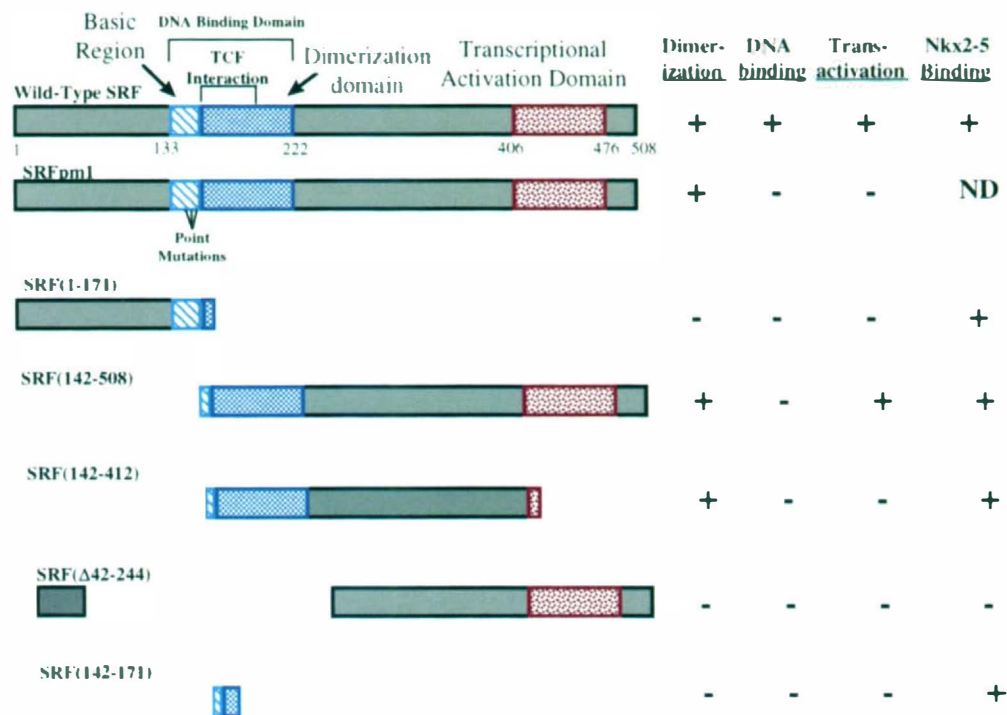 Basic
Region
DNA Binding Domain
TCF
Interaction
Dimerization
domain
Transcriptional
Activation Domain
Dimer-
ization
DNA
binding
Trans-
activation
Nkx2-5
Binding
Wild-Type SRF
+ + + +
1 133 222 406 476 508
SRFpm1
+ - - ND
Point
Mutations
SRF(1-171)
- - - +
SRF(142-508)
+ - + +
SRF(142-412)
+ - - +
SRF(Δ42-244)
- - - -
SRF(142-171)
- - - +